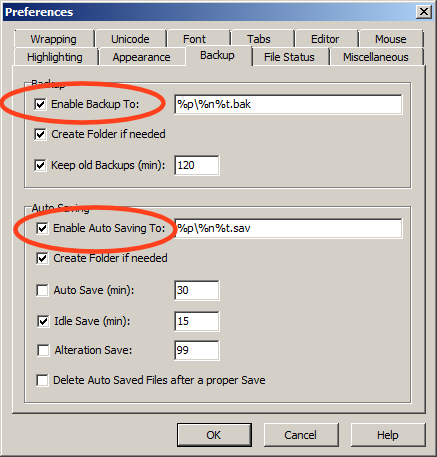 Preferences
Wrapping Unicode Font Tabs Editor Mouse
Highlighting Appearance Backup File Status Miscellaneous
Backup
Enable Backup To: %p\%n%t.bak
Create Folder if needed
Keep old Backups (min): 120
Auto Saving
Enable Auto Saving To: %p\%n%t.sav
Create Folder if needed
Auto Save (min): 30
Idle Save (min): 15
Alteration Save: 99
Delete Auto Saved Files after a proper Save
OK Cancel Help